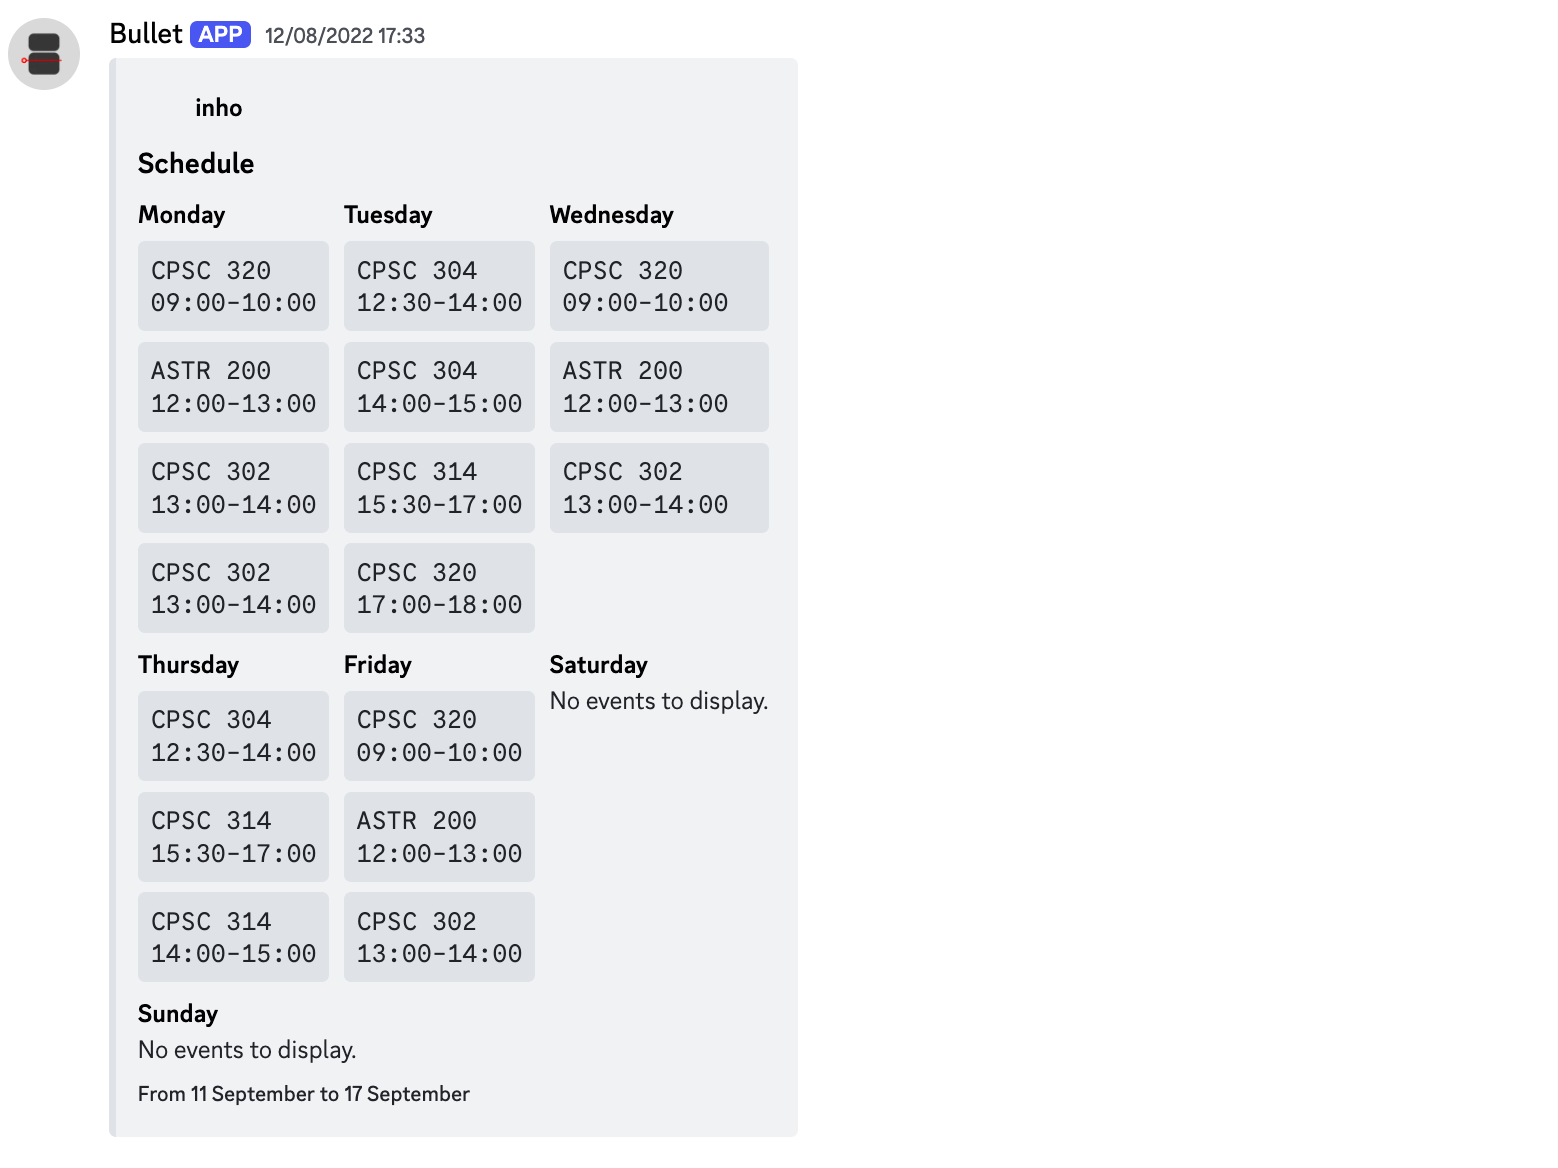 Bullet APP 12/08/2022 17:33
inho
Schedule
Monday
CPSC 320
09:00-10:00
ASTR 200
12:00-13:00
CPSC 302
13:00-14:00
CPSC 302
13:00-14:00
Tuesday
CPSC 304
12:30-14:00
CPSC 304
14:00-15:00
CPSC 314
15:30-17:00
CPSC 320
17:00-18:00
Wednesday
CPSC 320
09:00-10:00
ASTR 200
12:00-13:00
CPSC 302
13:00-14:00
Thursday
CPSC 304
12:30-14:00
CPSC 314
15:30-17:00
CPSC 314
14:00-15:00
Friday
CPSC 320
09:00-10:00
ASTR 200
12:00-13:00
CPSC 302
13:00-14:00
Saturday
No events to display.
Sunday
No events to display.
From 11 September to 17 September